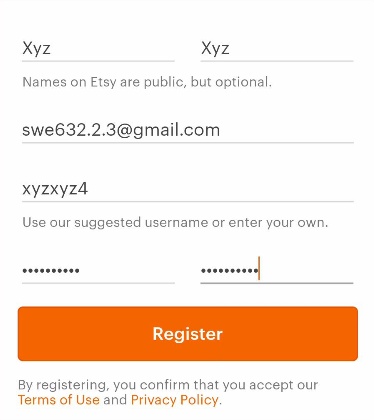 Xyz Xyz
Names on Etsy are public, but optional.
swe632.2.3@gmail.com
xyzxyz4
Use our suggested username or enter your own.
•••••••••• ••••••••••
Register
By registering, you confirm that you accept our
Terms of Use and Privacy Policy.